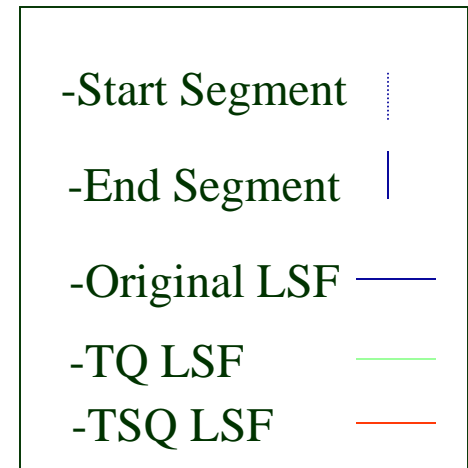 -Start Segment
-End Segment
-Original LSF
-TQ LSF
-TSQ LSF